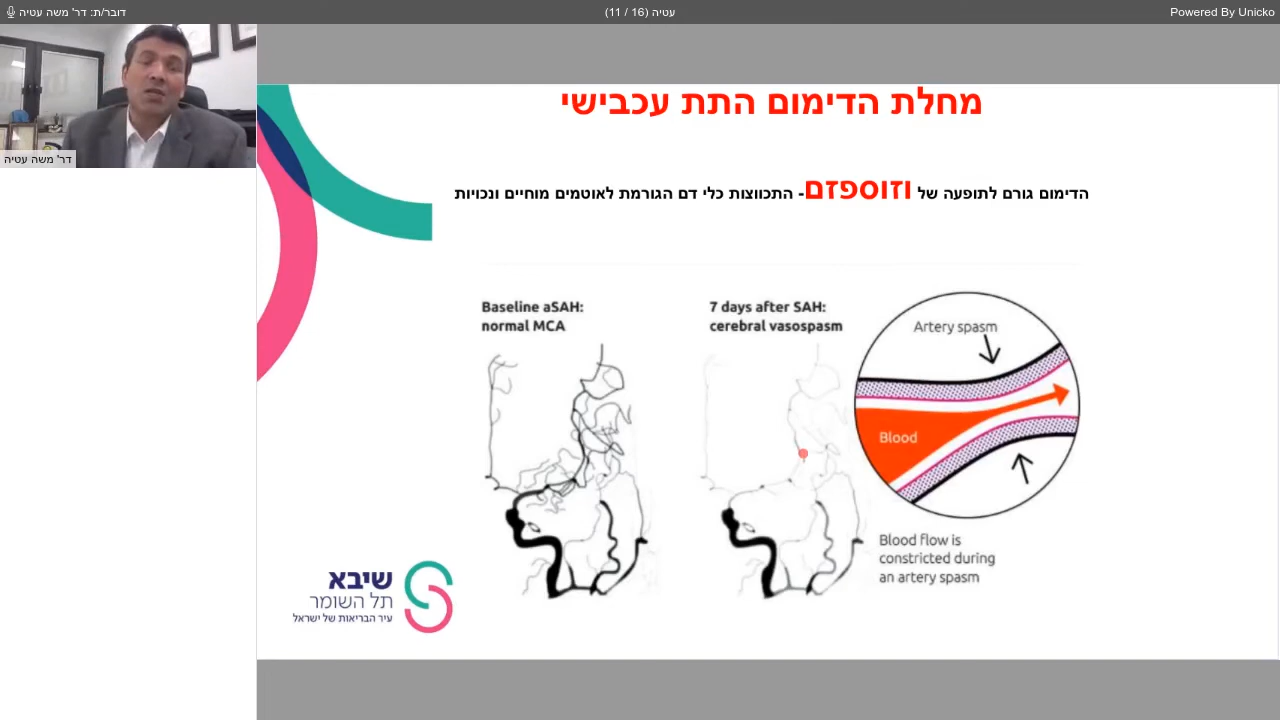 דובר/ת: דר' משה עטיה
עטיה (16 / 11)
Powered By Unicko
דר' משה עטיה
מחלת הדימום התת עכבישי
הדימום גורם לתופעה של וזוספזם- התכווצות כלי דם הגורמת לאוטמים מוחיים ונכויות
Baseline aSAH:
normal MCA
7 days after SAH:
cerebral vasospasm
Artery spasm
Blood
Blood flow is
constricted during
an artery spasm
שיבא
תל השומר
עיר הבריאות של ישראל